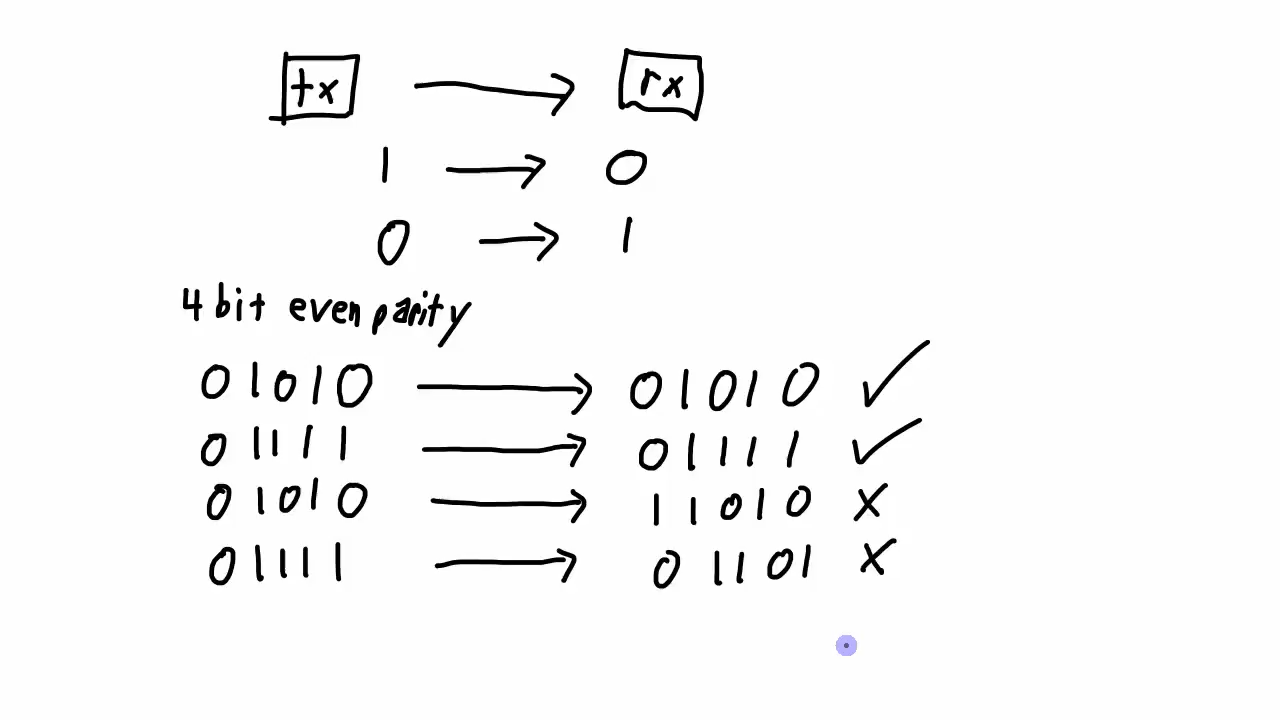 tx → rx
1 → 0
0 → 1
4 bit even parity
01010 → 01010 ✓
01111 → 01111 ✓
01010 → 11010 x
01111 → 01101 x